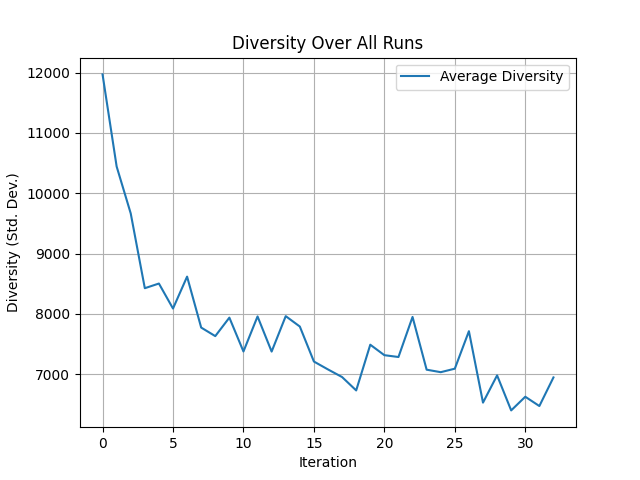 Diversity Over All Runs
Average Diversity
12000
11000
10000
9000
8000
7000
Diversity (Std. Dev.)
0 5 10 15 20 25 30
Iteration